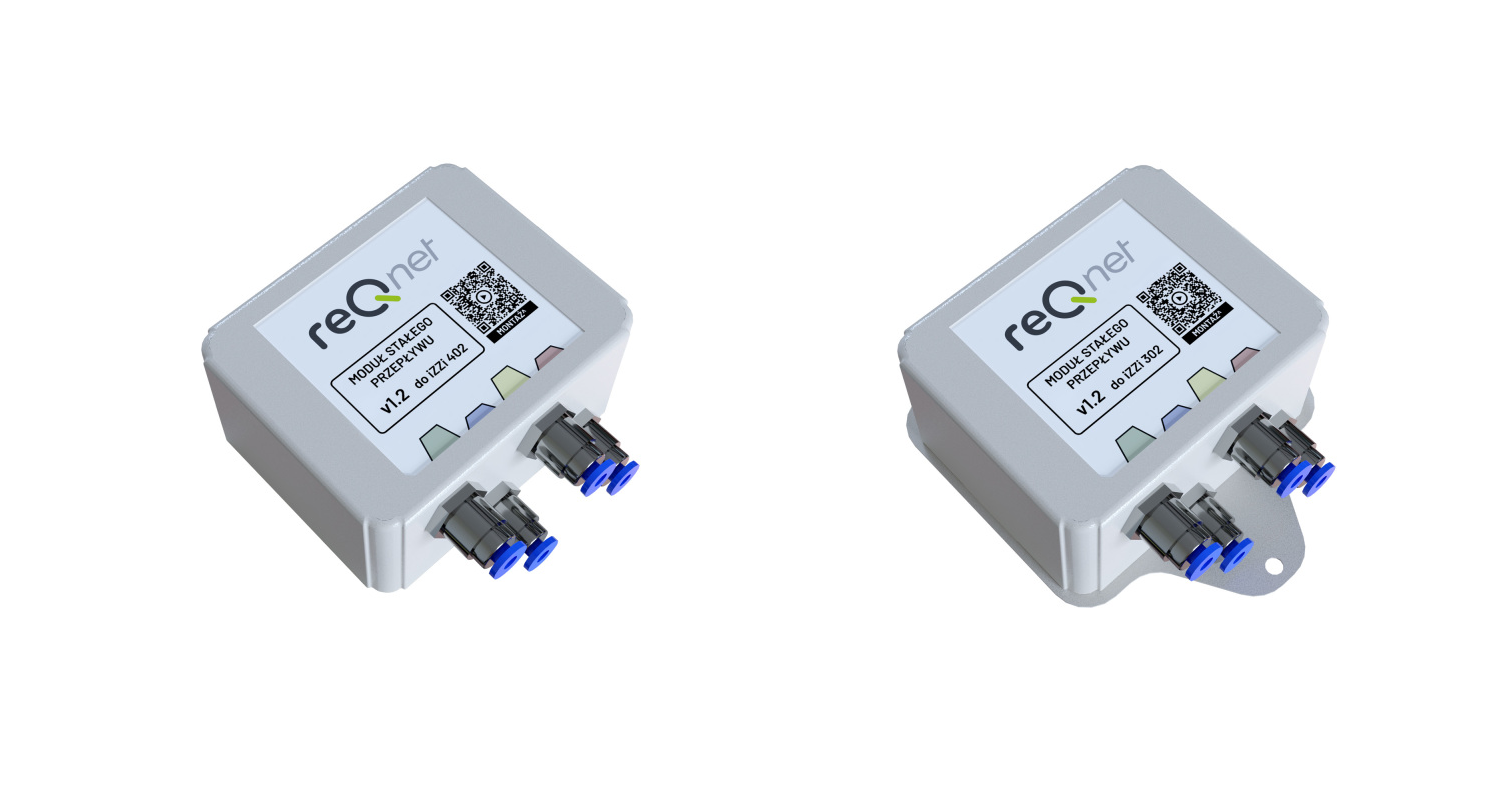 reQnet
MODUŁ STAŁEGO
PRZEPŁYWU
v1.2 do iZZi 402
MONTAŻ^
reQnet
MODUŁ STAŁEGO
PRZEPŁYWU
v1.2 do iZZi 302
MONTAŻ^